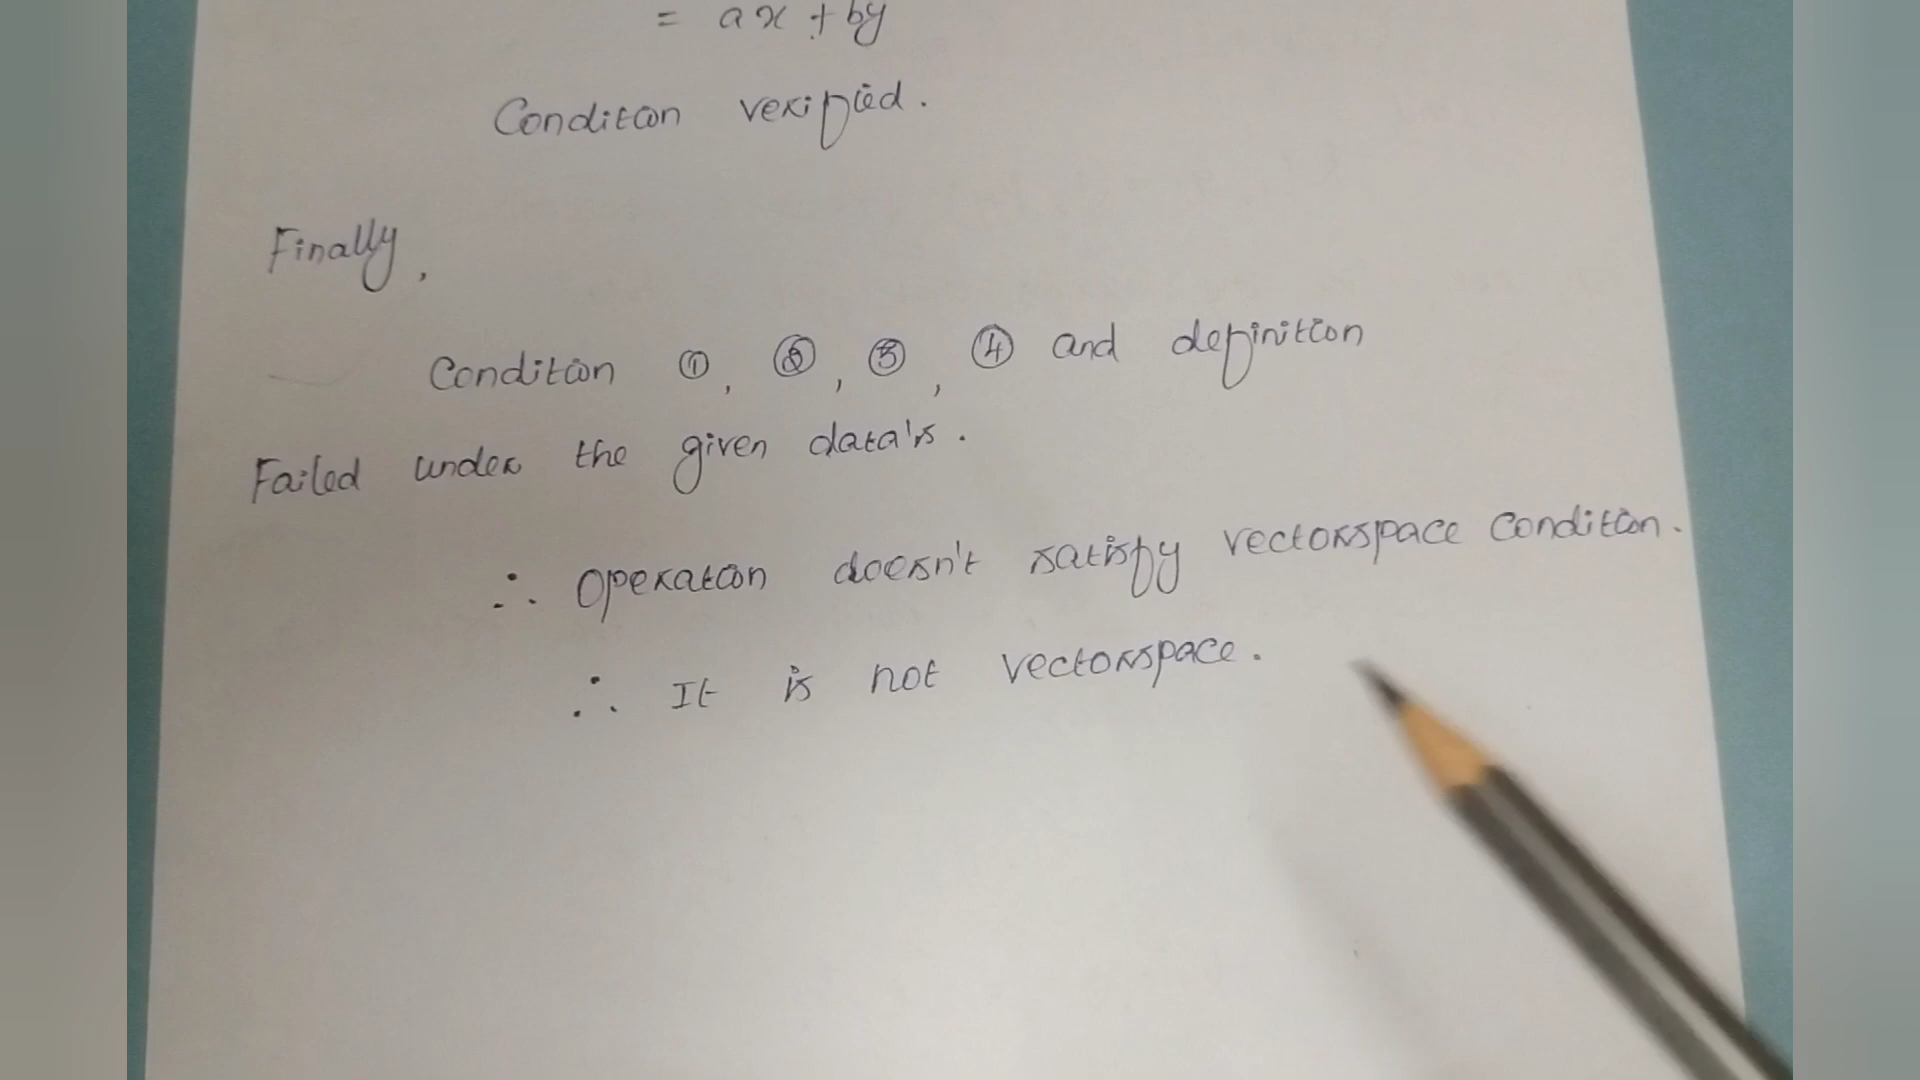 = ax + by
Condition verified.
Finally,
Condition ①, ②, ③, ④ and definition
Failed under the given data's.
∴ Operation doesn't satisfy vectorspace condition.
∴ It is not vectorspace.